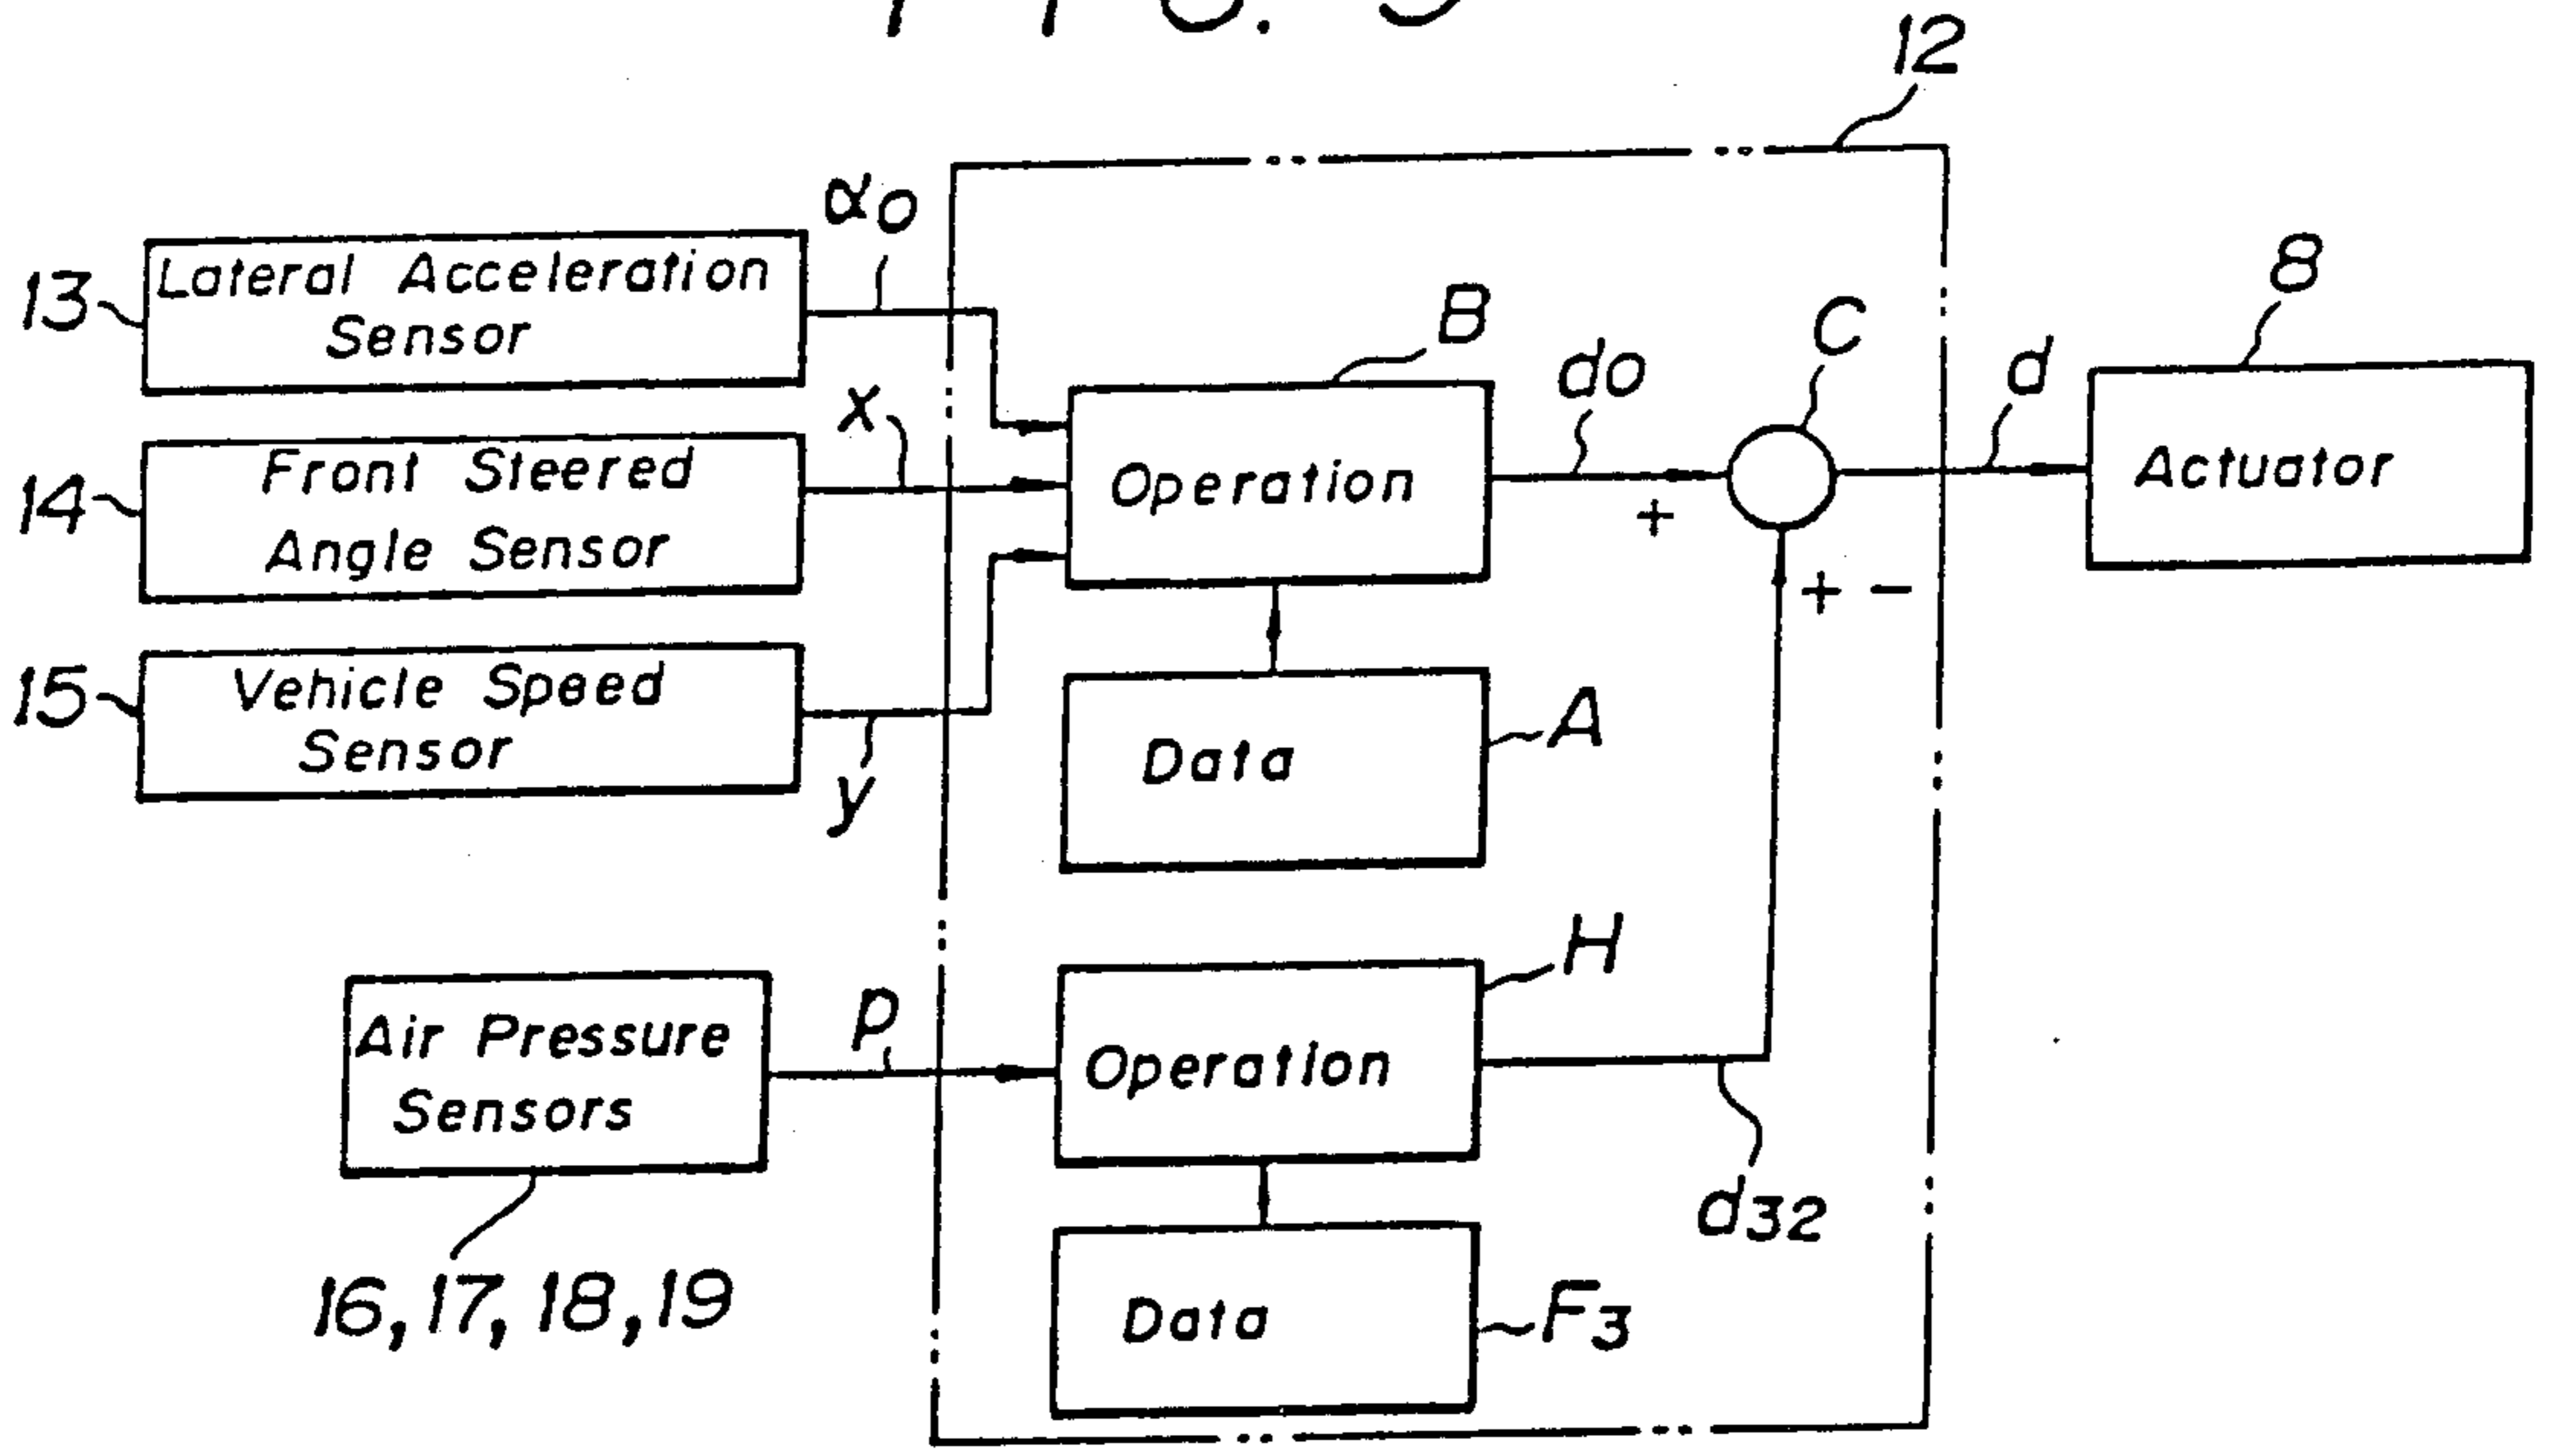 12
αo
13
Lateral Acceleration
Sensor
B
C
8
x
do
d
14
Front Steered
Angle Sensor
Operation
Actuator
+
+ -
15
Vehicle Speed
Sensor
y
Data
A
Air Pressure
Sensors
p
Operation
H
d32
16, 17, 18, 19
Data
F3